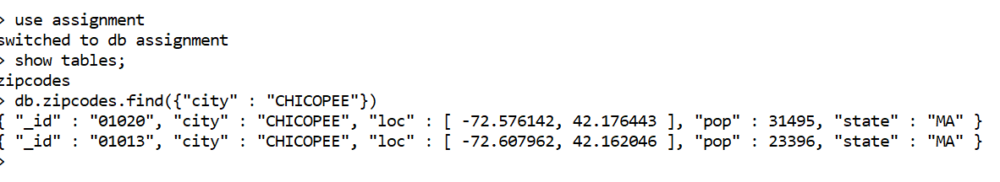 > use assignment
switched to db assignment
> show tables;
zipcodes
> db.zipcodes.find({"city" : "CHICOPEE"})
{ "_id" : "01020", "city" : "CHICOPEE", "loc" : [ -72.576142, 42.176443 ], "pop" : 31495, "state" : "MA" }
{ "_id" : "01013", "city" : "CHICOPEE", "loc" : [ -72.607962, 42.162046 ], "pop" : 23396, "state" : "MA" }
>